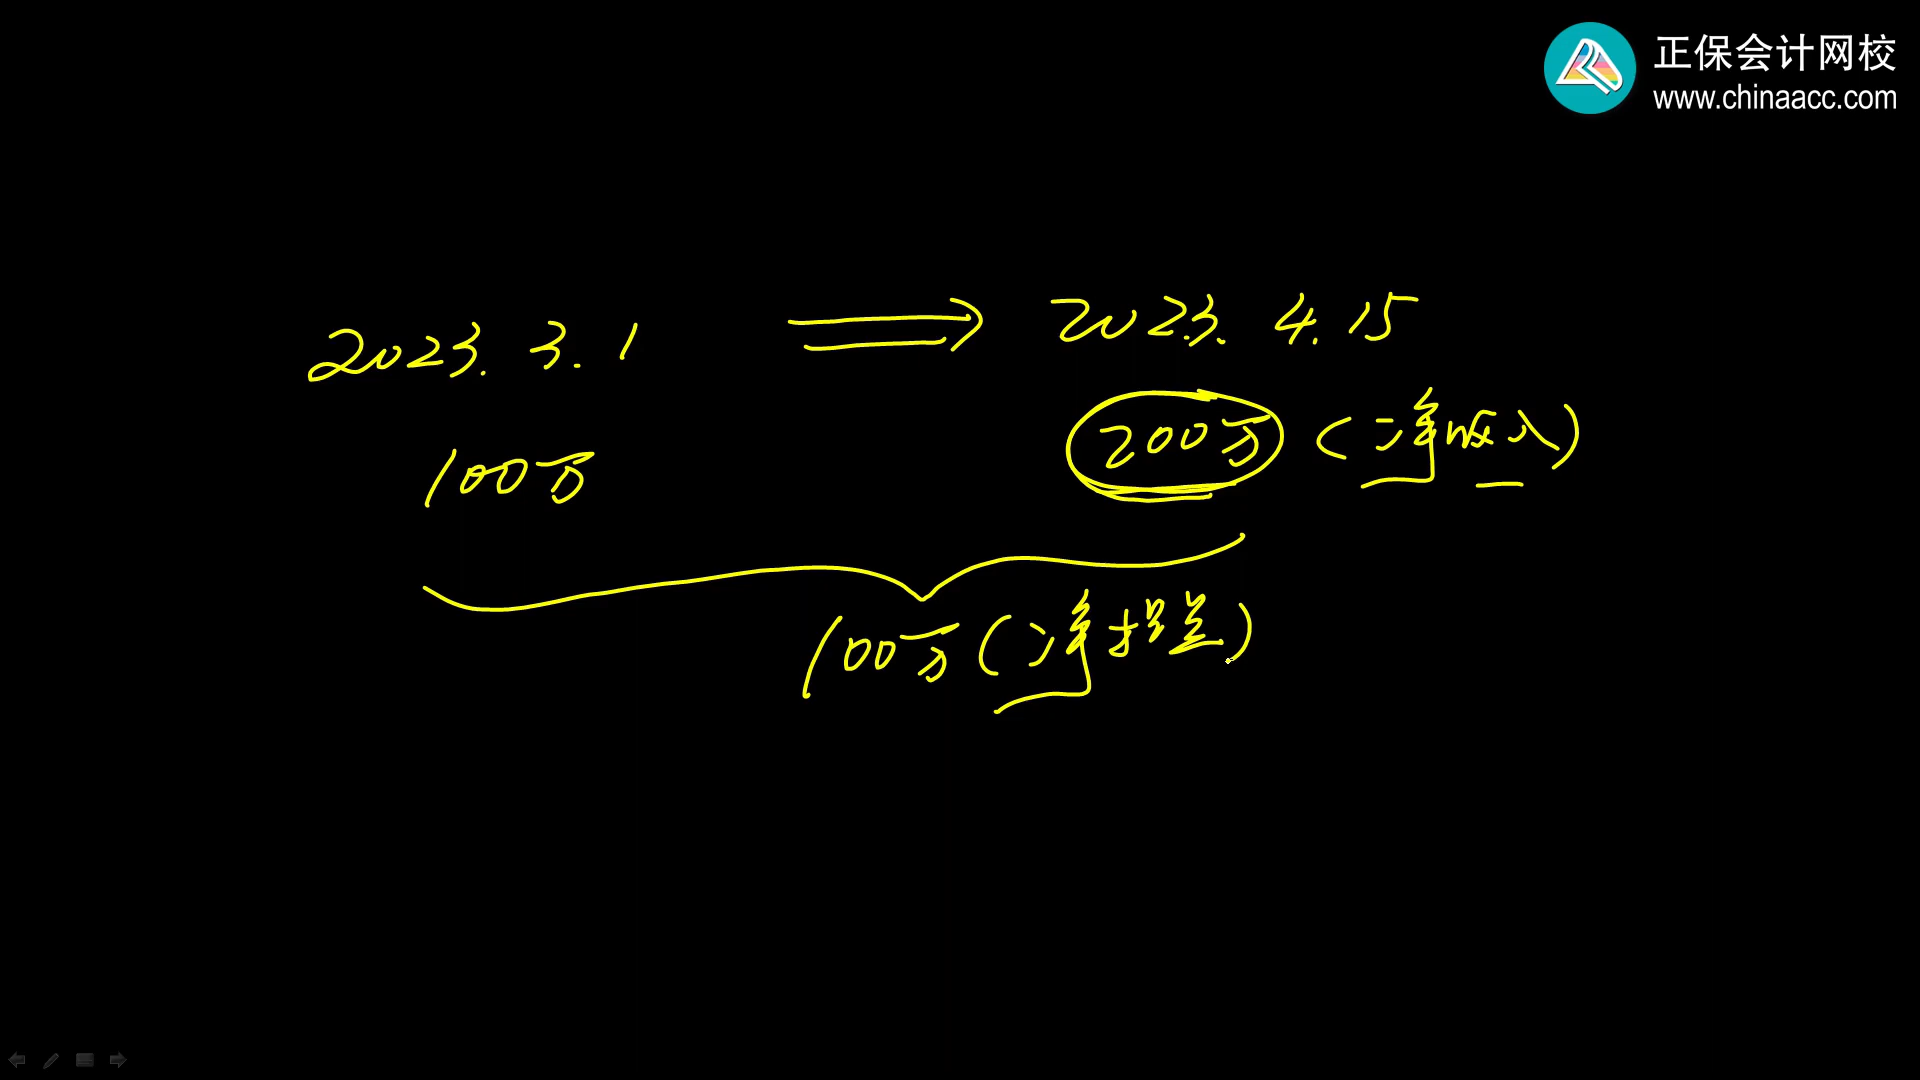 正保会计网校
www.chinaacc.com
2023.3.1 ⟹ 2023.4.15
100万 200万 (净收入)
100万 (净损益)